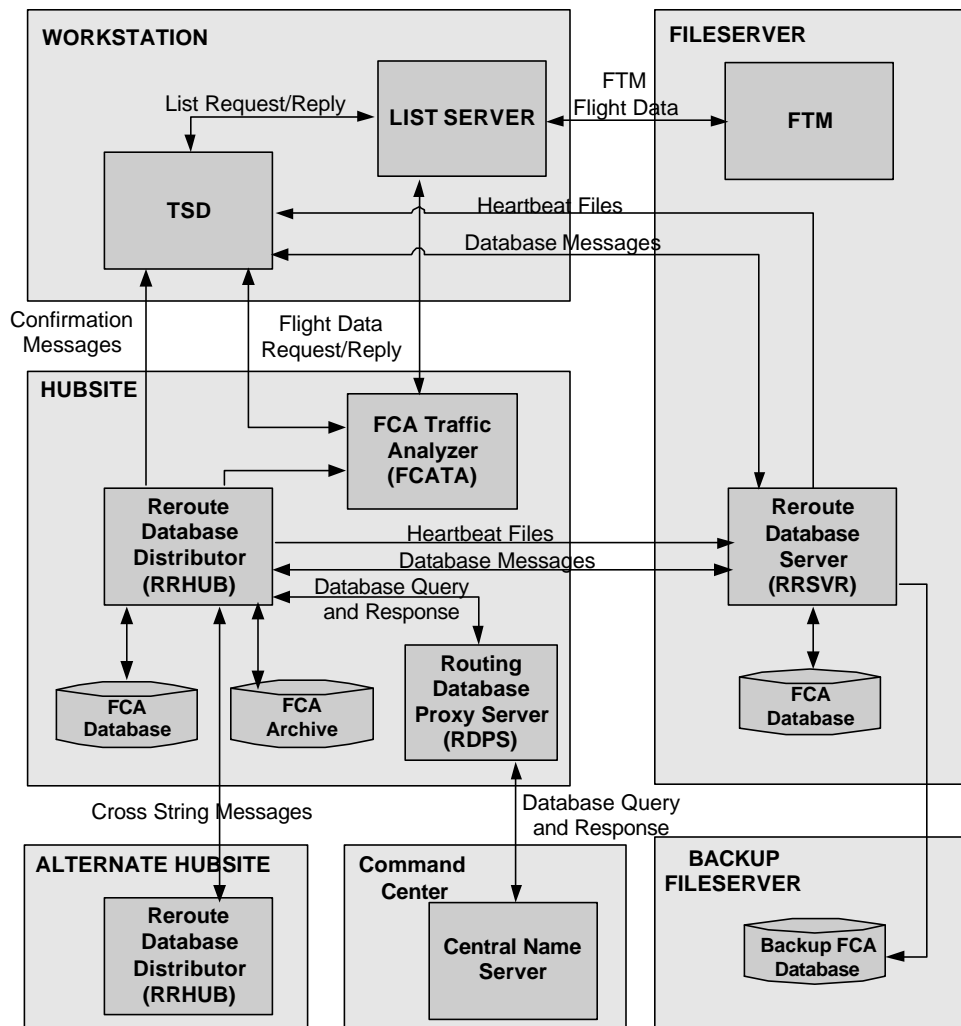 WORKSTATION
FILESERVER
FTM
Flight Data
List Request/Reply
LIST SERVER
FTM
TSD
Heartbeat Files
Database Messages
Confirmation
Messages
Flight Data
Request/Reply
HUBSITE
FCA Traffic
Analyzer
(FCATA)
Reroute
Database
Distributor
(RRHUB)
Heartbeat Files
Database Messages
Database Query
and Response
Reroute
Database
Server
(RRSVR)
FCA
Database
FCA
Archive
Routing
Database
Proxy Server
(RDPS)
FCA
Database
Cross String Messages
Database Query
and Response
ALTERNATE HUBSITE
Reroute
Database
Distributor
(RRHUB)
Command
Center
Central Name
Server
BACKUP
FILESERVER
Backup FCA
Database